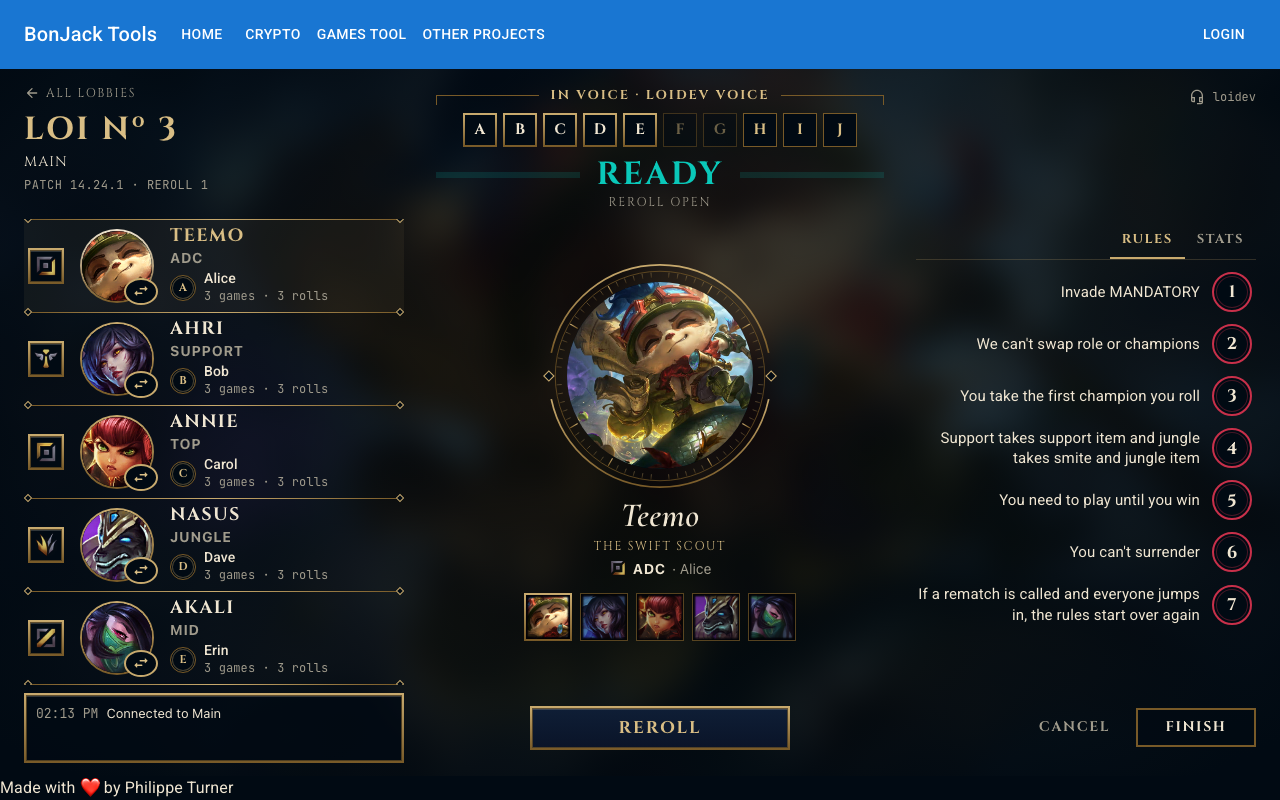 BonJack Tools
HOME
CRYPTO
GAMES TOOL
OTHER PROJECTS
LOGIN
ALL LOBBIES
LOI Nº 3
MAIN
PATCH 14.24.1 · REROLL 1
TEEMO
ADC
A
Alice
3 games · 3 rolls
AHRI
SUPPORT
B
Bob
3 games · 3 rolls
ANNIE
TOP
C
Carol
3 games · 3 rolls
NASUS
JUNGLE
D
Dave
3 games · 3 rolls
AKALI
MID
E
Erin
3 games · 3 rolls
02:13 PM Connected to Main
IN VOICE · LOIDEV VOICE
A B C D E F G H I J
READY
REROLL OPEN
Teemo
THE SWIFT SCOUT
ADC · Alice
REROLL
loidev
RULES
STATS
Invade MANDATORY 1
We can't swap role or champions 2
You take the first champion you roll 3
Support takes support item and jungle
takes smite and jungle item 4
You need to play until you win 5
You can't surrender 6
If a rematch is called and everyone jumps
in, the rules start over again 7
CANCEL
FINISH
Made with ❤️ by Philippe Turner